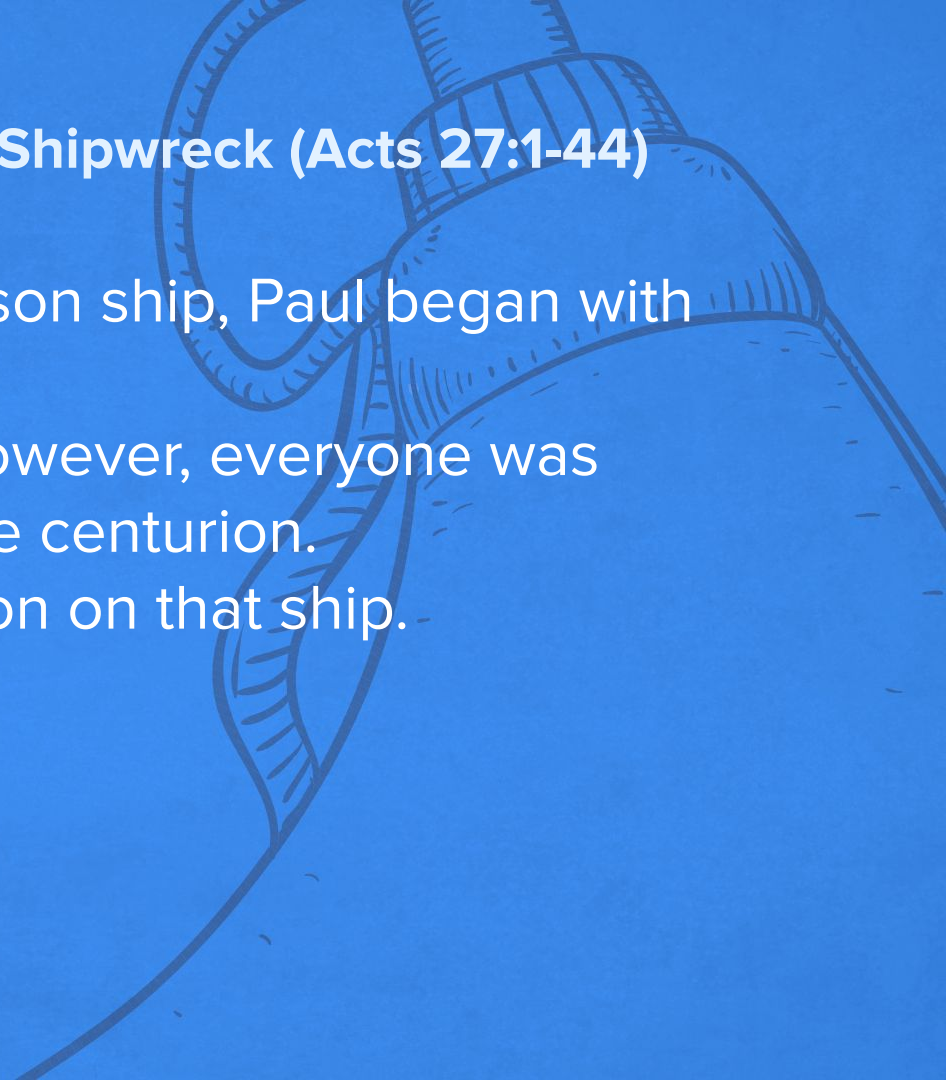 Shipwreck (Acts 27:1-44)
son ship, Paul began with
owever, everyone was
e centurion.
on on that ship.